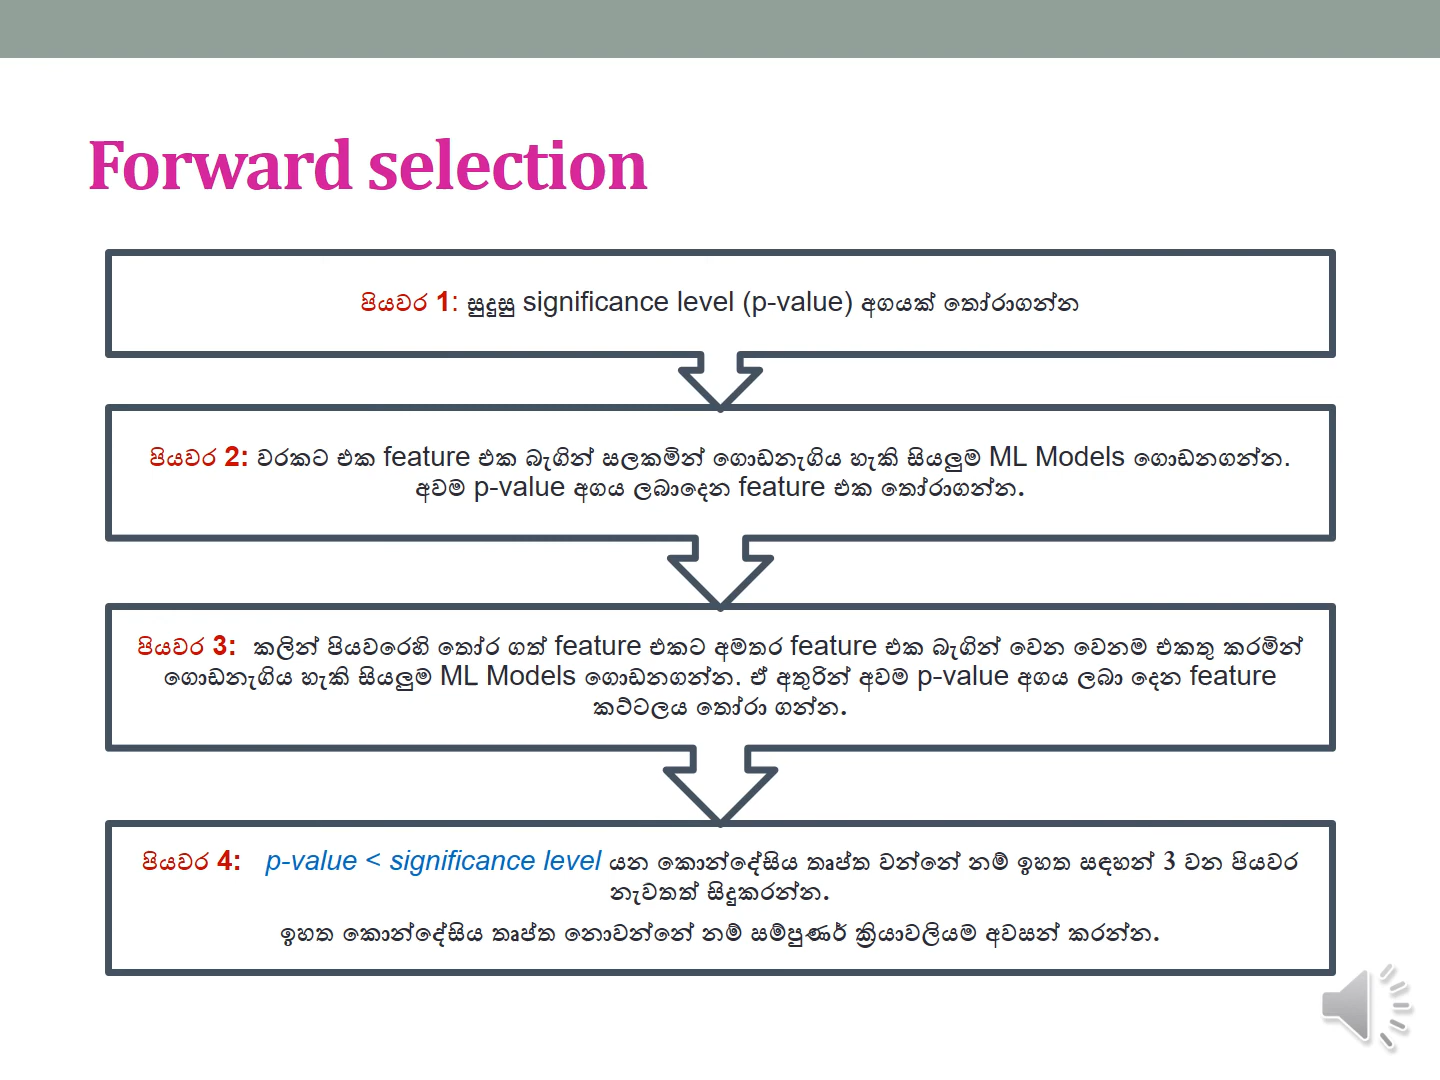 Forward selection
පියවර 1: සුදුසු significance level (p-value) අගයක් තෝරාගන්න
පියවර 2: වරකට එක feature එක බැගින් සලකමින් ගොඩනැගිය හැකි සියලුම ML Models ගොඩනගන්න.
අවම p-value අගය ලබාදෙන feature එක තෝරාගන්න.
පියවර 3: කලින් පියවරෙහි තෝර ගත් feature එකට අමතර feature එක බැගින් වෙන වෙනම එකතු කරමින්
ගොඩනැගිය හැකි සියලුම ML Models ගොඩනගන්න. ඒ අතුරින් අවම p-value අගය ලබා දෙන feature
කට්ටලය තෝරා ගන්න.
පියවර 4: p-value < significance level යන කොන්දේසිය තෘප්ත වන්නේ නම් ඉහත සඳහන් 3 වන පියවර
නැවතත් සිදුකරන්න.
ඉහත කොන්දේසිය තෘප්ත නොවන්නේ නම් සම්පුර්ණ ක්‍රියාවලියම අවසන් කරන්න.